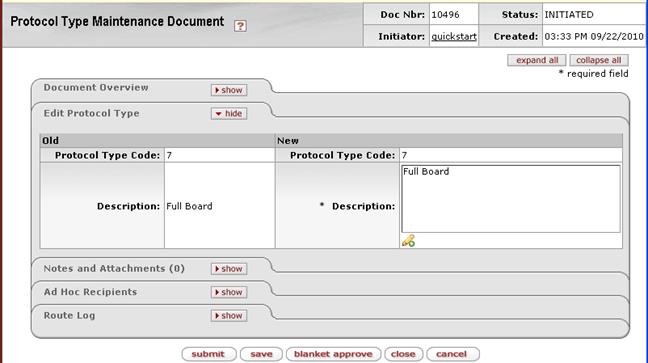 Protocol Type Maintenance Document ?
Doc Nbr: 10496 Status: INITIATED
Initiator: quickstart Created: 03:33 PM 09/22/2010
expand all collapse all
* required field
Document Overview show
Edit Protocol Type hide
Old New
Protocol Type Code: 7 Protocol Type Code: 7
Description: Full Board * Description: Full Board
Notes and Attachments (0) show
Ad Hoc Recipients show
Route Log show
submit save blanket approve close cancel